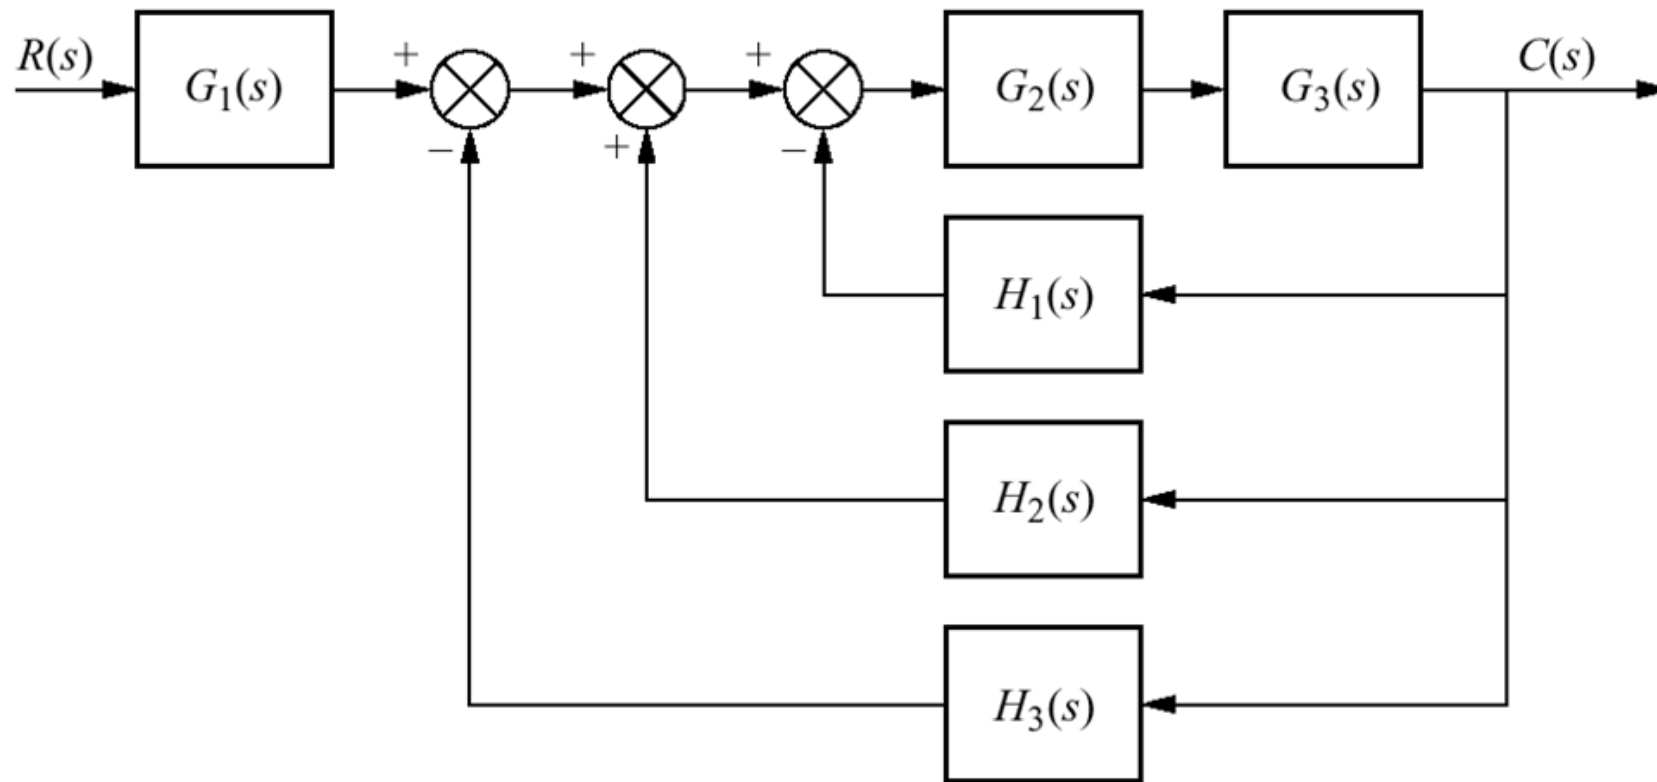 R(s)
G₁(s)
+
−
+
+
+
−
G₂(s)
G₃(s)
C(s)
H₁(s)
H₂(s)
H₃(s)